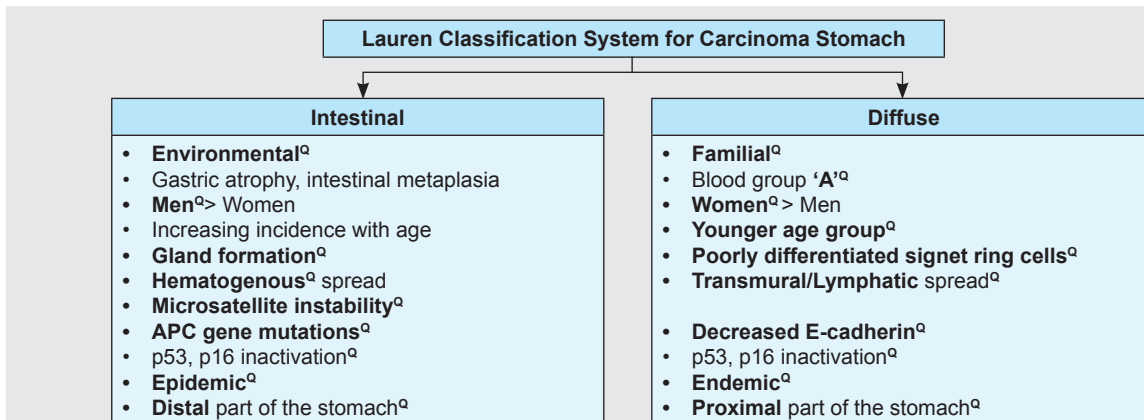 Lauren Classification System for Carcinoma Stomach
Intestinal
• EnvironmentalQ
• Gastric atrophy, intestinal metaplasia
• MenQ> Women
• Increasing incidence with age
• Gland formationQ
• HematogenousQ spread
• Microsatellite instabilityQ
• APC gene mutationsQ
• p53, p16 inactivationQ
• EpidemicQ
• Distal part of the stomachQ
Diffuse
• FamilialQ
• Blood group ‘A’Q
• WomenQ > Men
• Younger age groupQ
• Poorly differentiated signet ring cellsQ
• Transmural/Lymphatic spreadQ
• Decreased E-cadherinQ
• p53, p16 inactivationQ
• EndemicQ
• Proximal part of the stomachQ